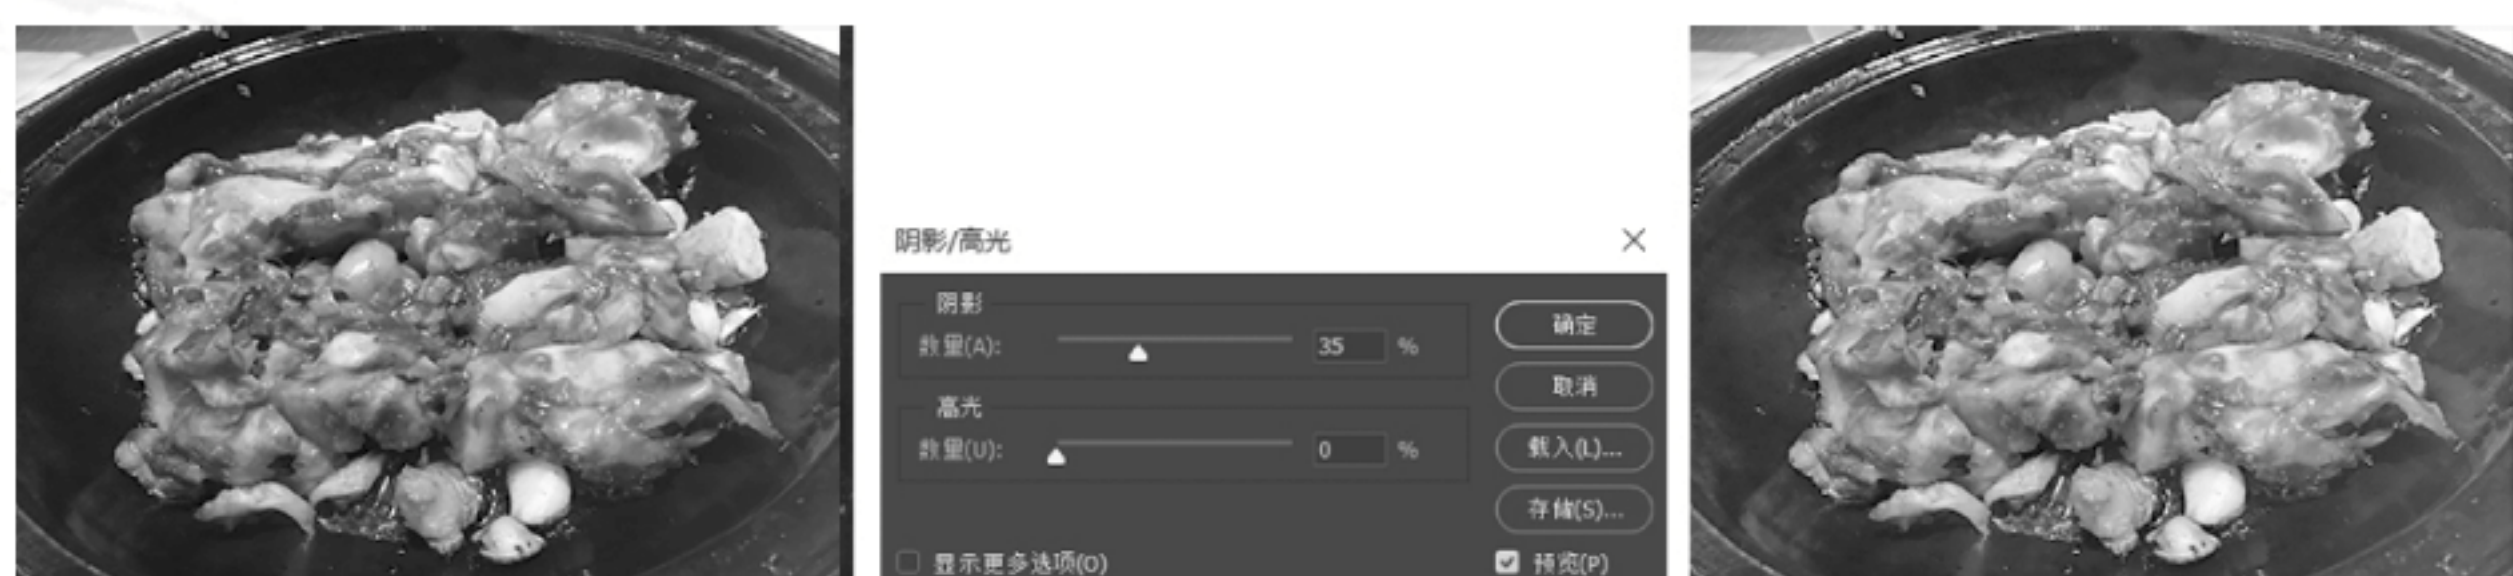 阴影/高光
阴影
数量(A): 35 %
高光
数量(U): 0 %
显示更多选项(O)
确定
取消
载入(L)...
存储(S)...
预览(P)